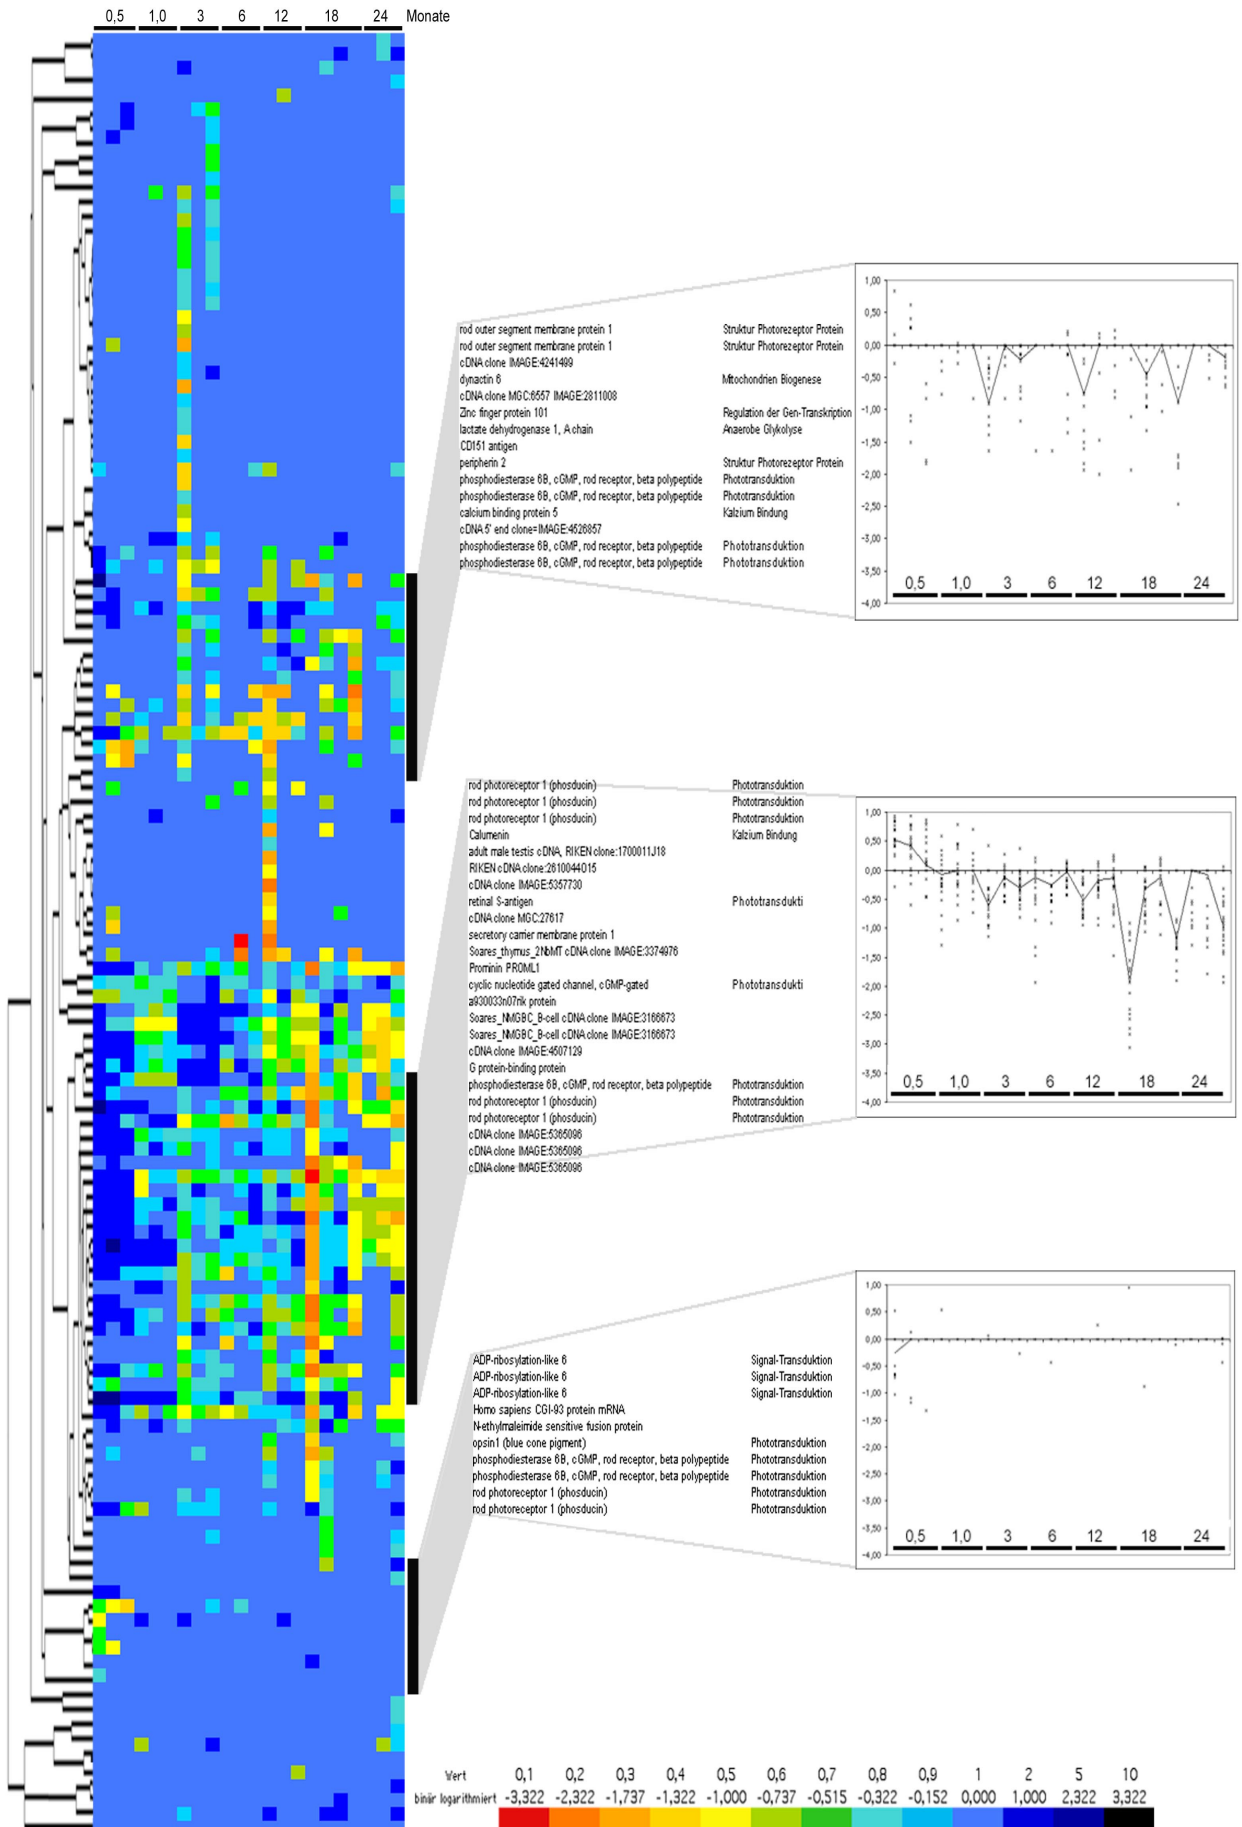 0,5 1,0 3 6 12 18 24 Monate
rod outer segment membrane protein 1 Struktur Photorezeptor Protein
rod outer segment membrane protein 1 Struktur Photorezeptor Protein
cDNA clone IMAGE:4241499
dynactin 6 Mitochondrien Biogenese
cDNA clone MGC:6557 IMAGE:2811008
Zinc finger protein 101 Regulation der Gen-Transkription
lactate dehydrogenase 1, A chain Anaerobe Glykolyse
CD151 antigen
peripherin 2 Struktur Photorezeptor Protein
phosphodiesterase 6B, cGMP, rod receptor, beta polypeptide Phototransduktion
phosphodiesterase 6B, cGMP, rod receptor, beta polypeptide Phototransduktion
calcium binding protein 5 Kalzium Bindung
cDNA 5' end clone=IMAGE:4526857
phosphodiesterase 6B, cGMP, rod receptor, beta polypeptide Phototransduktion
phosphodiesterase 6B, cGMP, rod receptor, beta polypeptide Phototransduktion
1,00
0,50
0,00
-0,50
-1,00
-1,50
-2,00
-2,50
-3,00
-3,50
-4,00
0,5 1,0 3 6 12 18 24
rod photoreceptor 1 (phosducin) Phototransduktion
rod photoreceptor 1 (phosducin) Phototransduktion
rod photoreceptor 1 (phosducin) Phototransduktion
Calumenin Kalzium Bindung
adult male testis cDNA, RIKEN clone:1700011J18
RIKEN cDNA clone:2610044O15
cDNA clone IMAGE:5357730
retinal S-antigen Phototransdukti
cDNA clone MGC:27617
secretory carrier membrane protein 1
Soares_thymus_2NbMT cDNA clone IMAGE:3374976
Prominin PROML1
cyclic nucleotide gated channel, cGMP-gated Phototransdukti
a930033n07rik protein
Soares_NMGBC_B-cell cDNA clone IMAGE:3166673
Soares_NMGBC_B-cell cDNA clone IMAGE:3166673
cDNA clone IMAGE:4507129
G protein-binding protein
phosphodiesterase 6B, cGMP, rod receptor, beta polypeptide Phototransduktion
rod photoreceptor 1 (phosducin) Phototransduktion
rod photoreceptor 1 (phosducin) Phototransduktion
cDNA clone IMAGE:5365096
cDNA clone IMAGE:5365096
cDNA clone IMAGE:5365096
1,00
0,50
0,00
-0,50
-1,00
-1,50
-2,00
-2,50
-3,00
-3,50
-4,00
0,5 1,0 3 6 12 18 24
ADP-ribosylation-like 6 Signal-Transduktion
ADP-ribosylation-like 6 Signal-Transduktion
ADP-ribosylation-like 6 Signal-Transduktion
Homo sapiens CGI-93 protein mRNA
N-ethylmaleimide sensitive fusion protein
opsin1 (blue cone pigment) Phototransduktion
phosphodiesterase 6B, cGMP, rod receptor, beta polypeptide Phototransduktion
phosphodiesterase 6B, cGMP, rod receptor, beta polypeptide Phototransduktion
rod photoreceptor 1 (phosducin) Phototransduktion
rod photoreceptor 1 (phosducin) Phototransduktion
1,00
0,50
0,00
-0,50
-1,00
-1,50
-2,00
-2,50
-3,00
-3,50
-4,00
0,5 1,0 3 6 12 18 24
Wert 0,1 0,2 0,3 0,4 0,5 0,6 0,7 0,8 0,9 1 2 5 10
binär logarithmiert -3,322 -2,322 -1,737 -1,322 -1,000 -0,737 -0,515 -0,322 -0,152 0,000 1,000 2,322 3,322